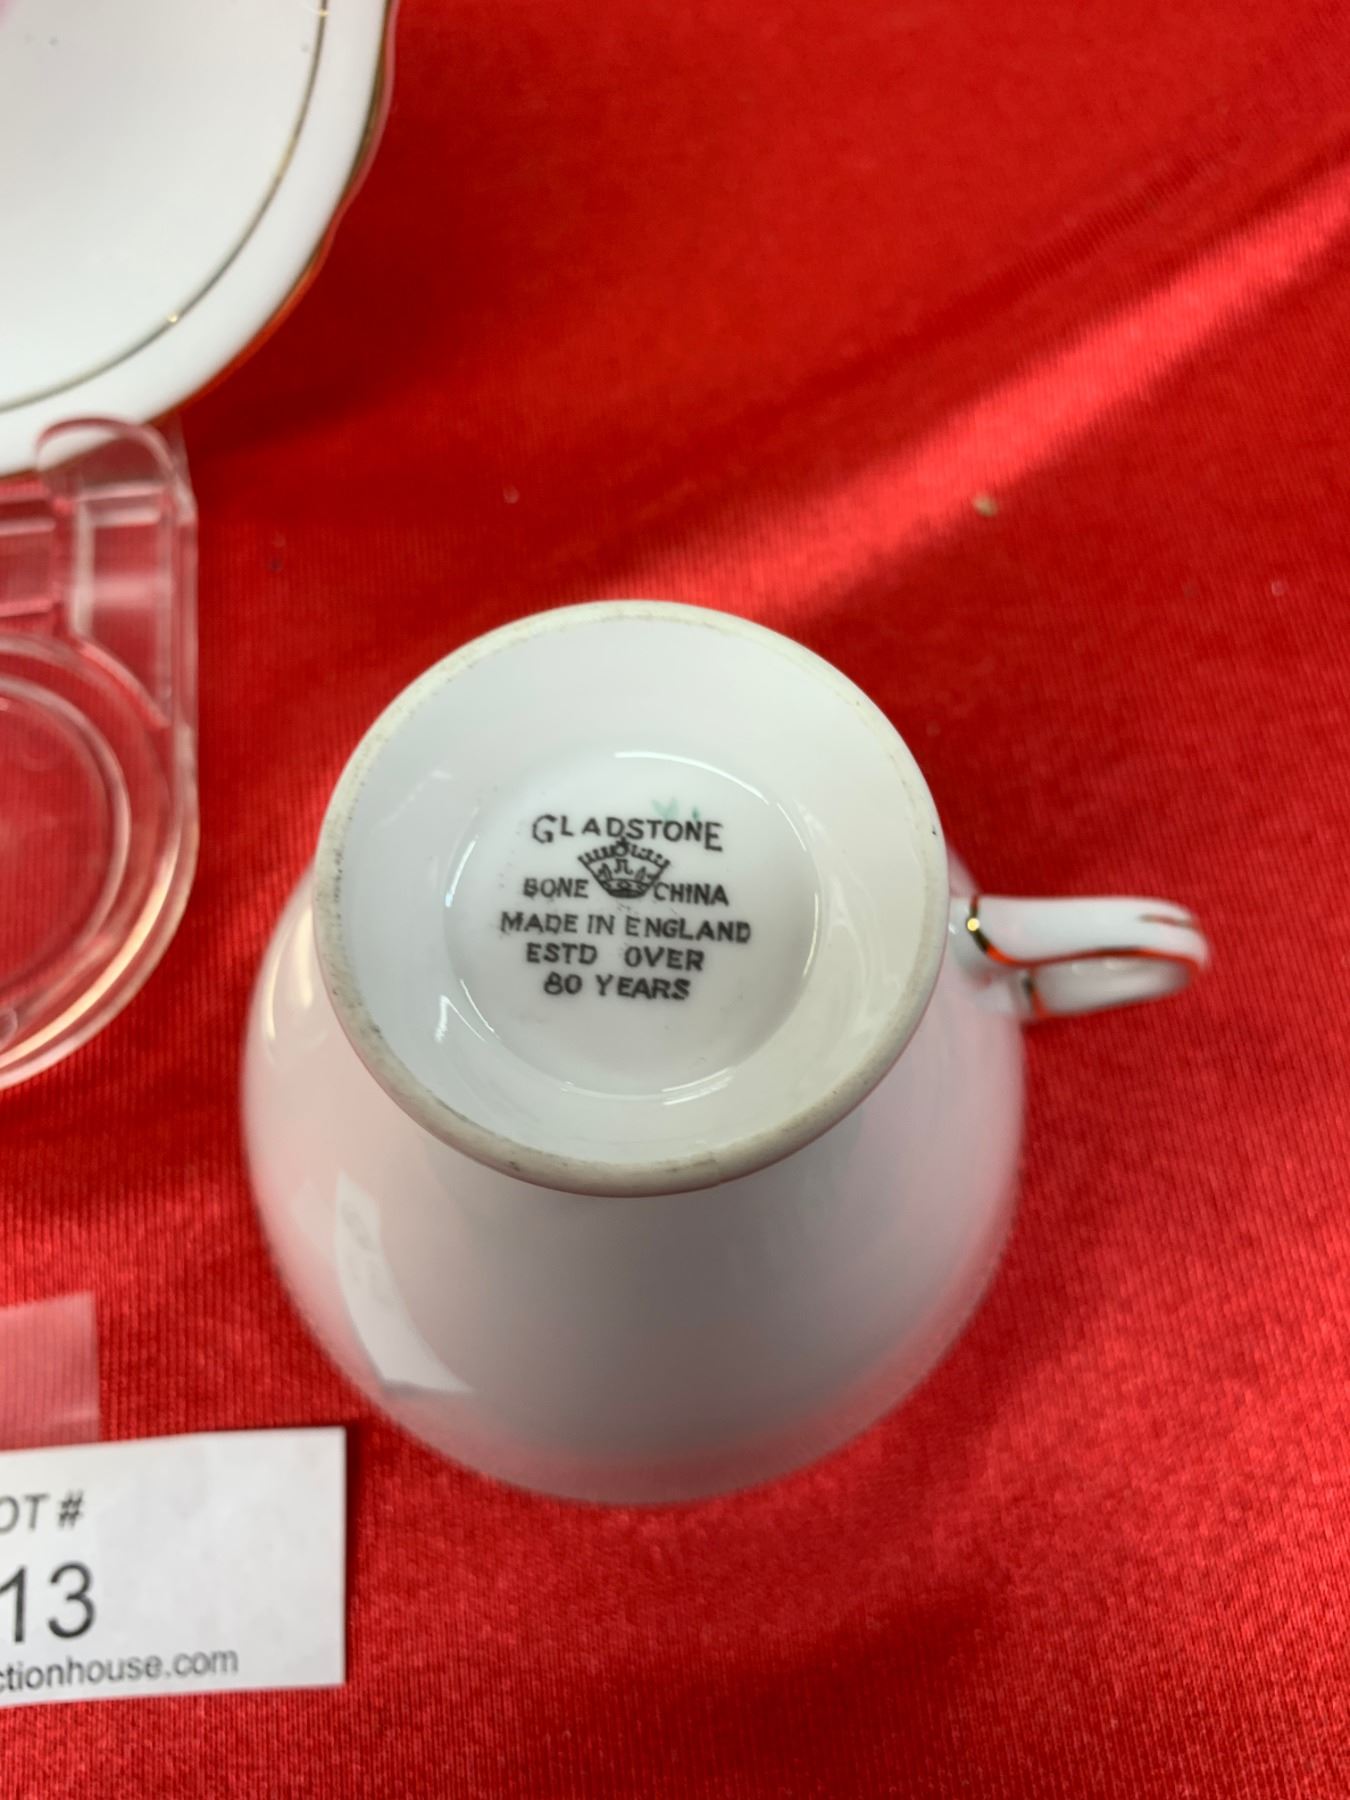 GLADSTONE
BONE CHINA
MADE IN ENGLAND
ESTD OVER
80 YEARS
OT #
13
ctionhouse.com